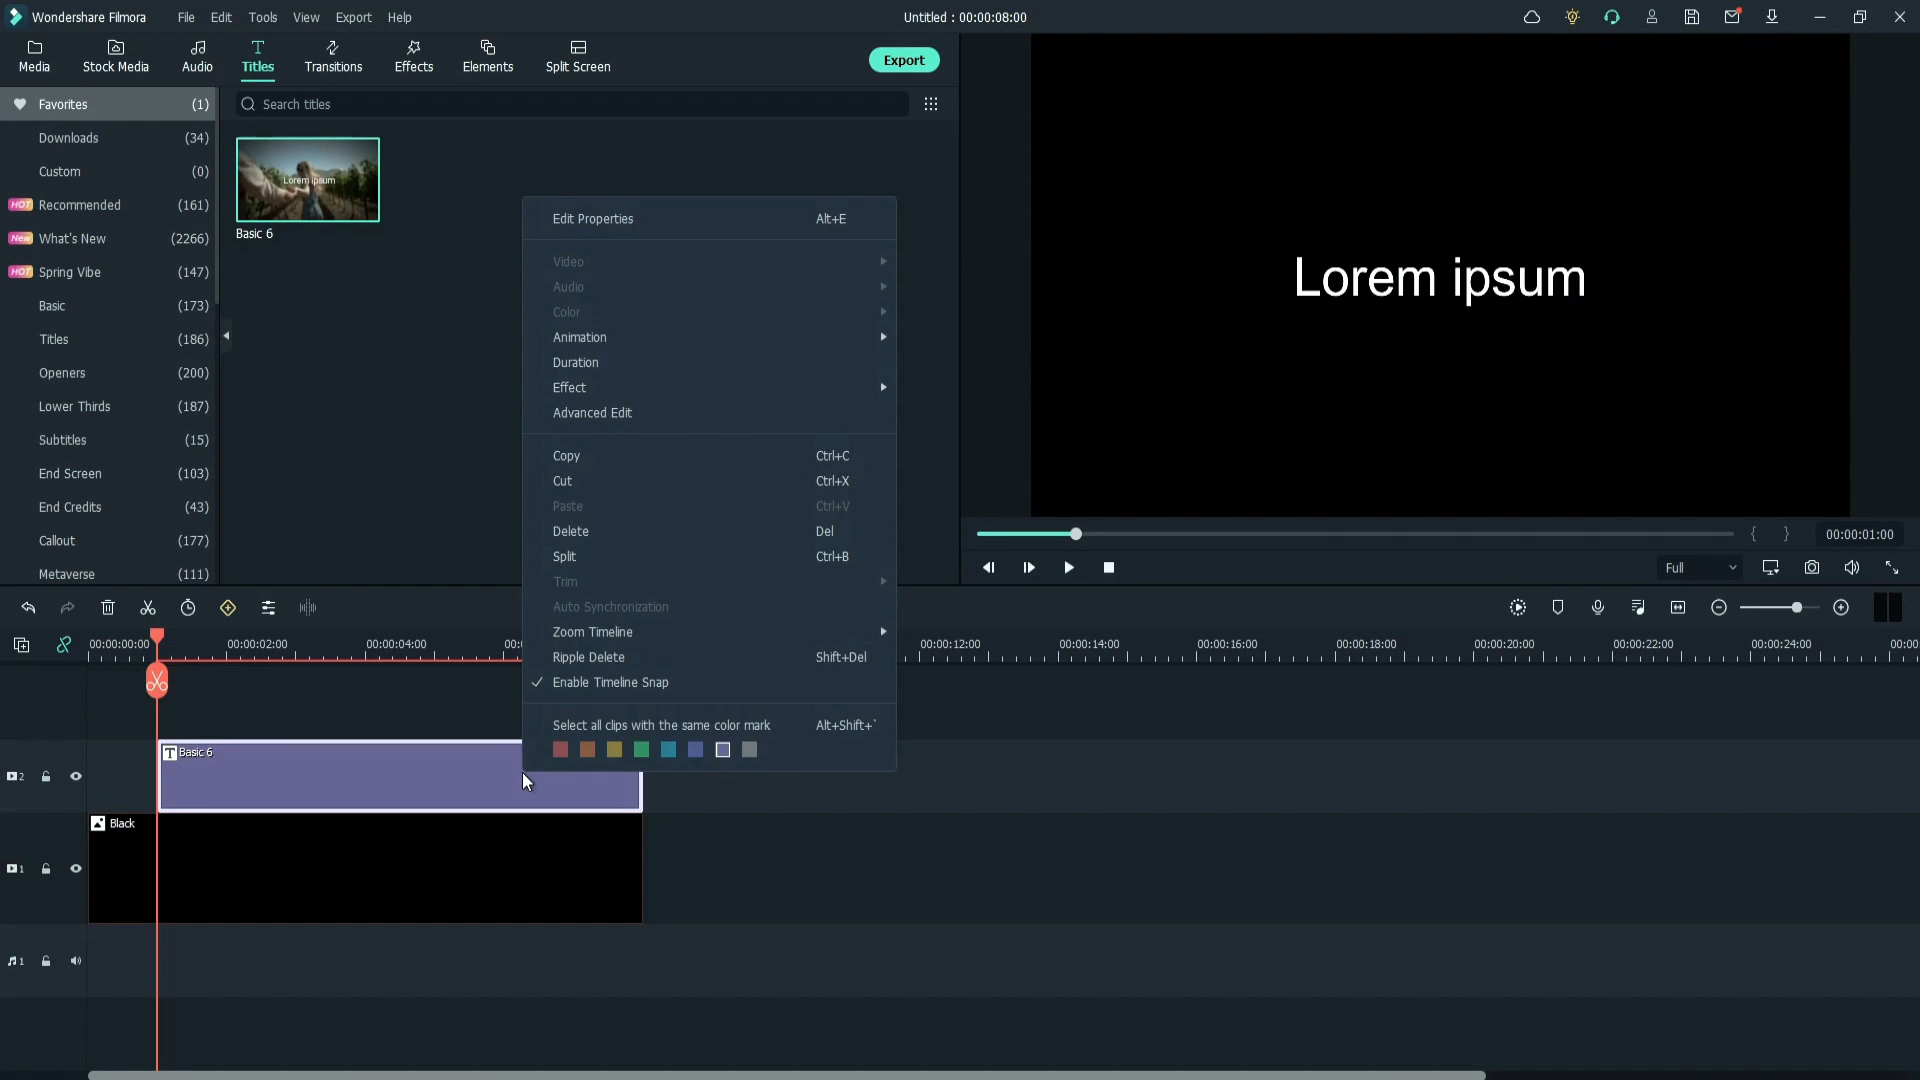 Wondershare Filmora File Edit Tools View Export Help Untitled : 00:00:08:00
Media Stock Media Audio Titles Transitions Effects Elements Split Screen Export
Favorites (1)
Downloads (34)
Custom (0)
HOT Recommended (161)
New What's New (2266)
HOT Spring Vibe (147)
Basic (173)
Titles (186)
Openers (200)
Lower Thirds (187)
Subtitles (15)
End Screen (103)
End Credits (43)
Callout (177)
Metaverse (111)
Search titles
Lorem ipsum
Basic 6
Edit Properties Alt+E
Video
Audio
Color
Animation
Duration
Effect
Advanced Edit
Copy Ctrl+C
Cut Ctrl+X
Paste Ctrl+V
Delete Del
Split Ctrl+B
Trim
Auto Synchronization
Zoom Timeline
Ripple Delete Shift+Del
Enable Timeline Snap
Select all clips with the same color mark Alt+Shift+`
Lorem ipsum
{ } 00:00:01:00
Full
00:00:00:00 00:00:02:00 00:00:04:00 00:00:12:00 00:00:14:00 00:00:16:00 00:00:18:00 00:00:20:00 00:00:22:00 00:00:24:00
2
T Basic 6
1
Black
1